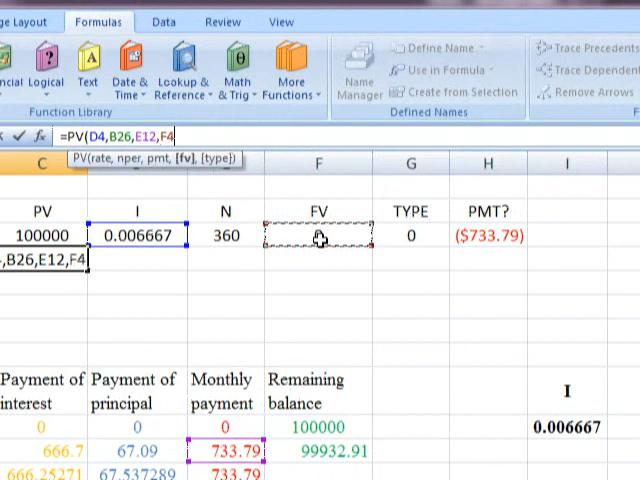 ge Layout Formulas Data Review View
ncial Logical Text Date & Time Lookup & Reference Math & Trig More Functions Name Manager Define Name Use in Formula Create from Selection Trace Precedents Trace Dependent Remove Arrows
Function Library Defined Names F
fx =PV(D4,B26,E12,F4
PV(rate, nper, pmt, [fv], [type])
C F G H I
PV I N FV TYPE PMT?
100000 0.006667 360 0 ($733.79)
,B26,E12,F4
Payment of interest Payment of principal Monthly payment Remaining balance I
0 0 0 100000 0.006667
666.7 67.09 733.79 99932.91
666.25271 67.537289 733.79